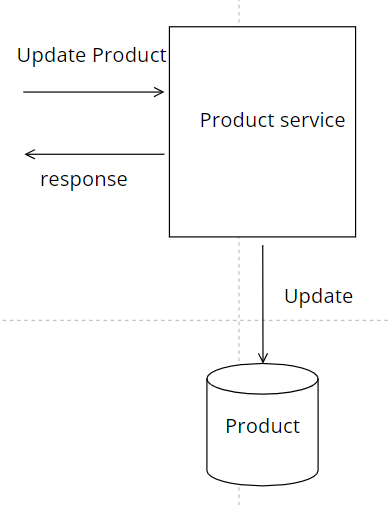 Update Product
Product service
response
Update
Product